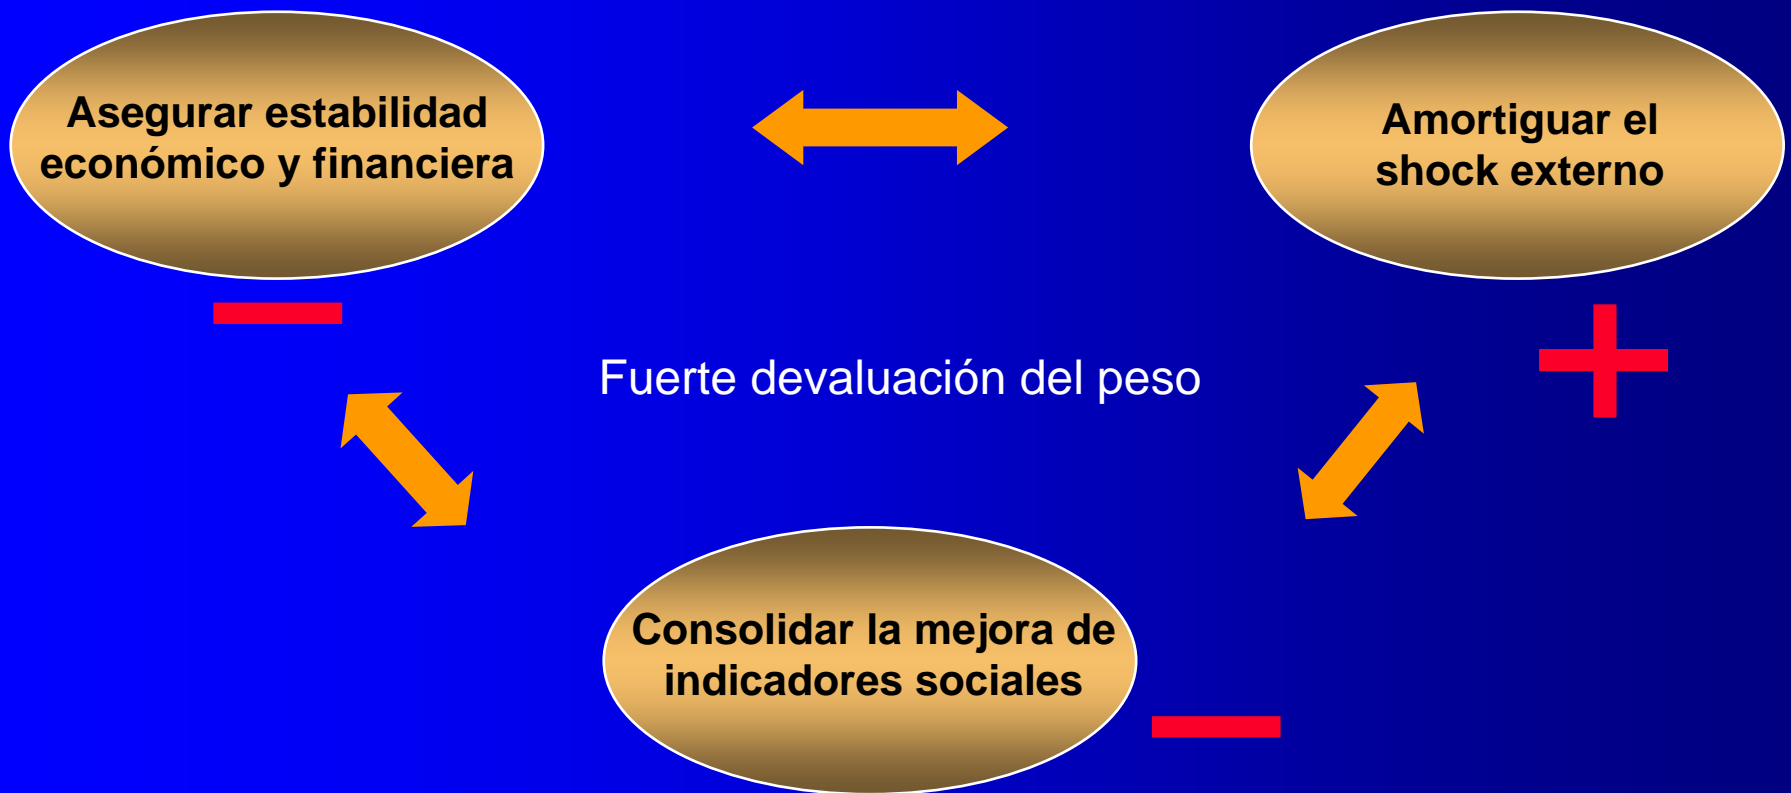 Asegurar estabilidad
económico y financiera
Amortiguar el
shock externo
Fuerte devaluación del peso
Consolidar la mejora de
indicadores sociales